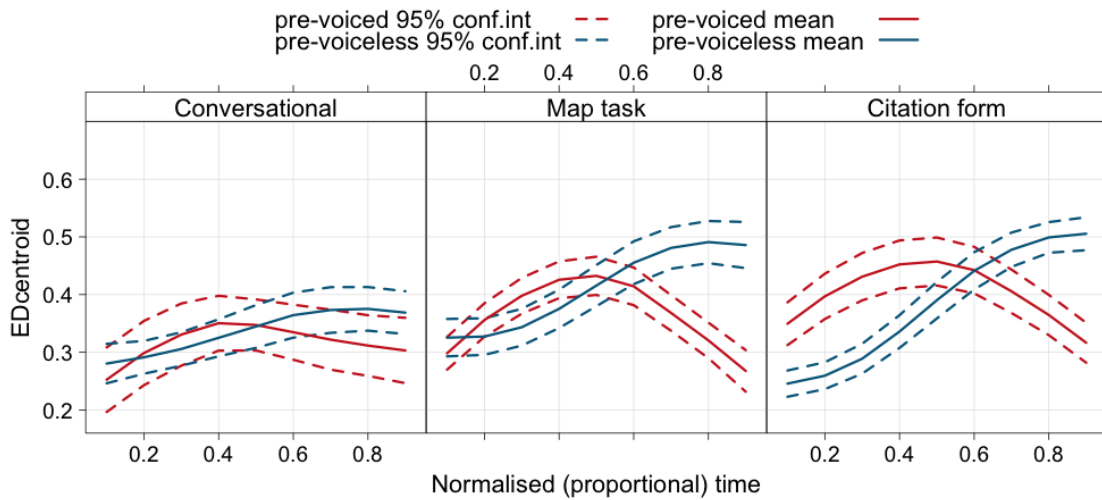 pre-voiced 95% conf.int pre-voiced mean
pre-voiceless 95% conf.int pre-voiceless mean
0.2 0.4 0.6 0.8
Conversational Map task Citation form
0.6
0.5
0.4
0.3
0.2
EDcentroid
0.2 0.4 0.6 0.8 0.2 0.4 0.6 0.8
Normalised (proportional) time